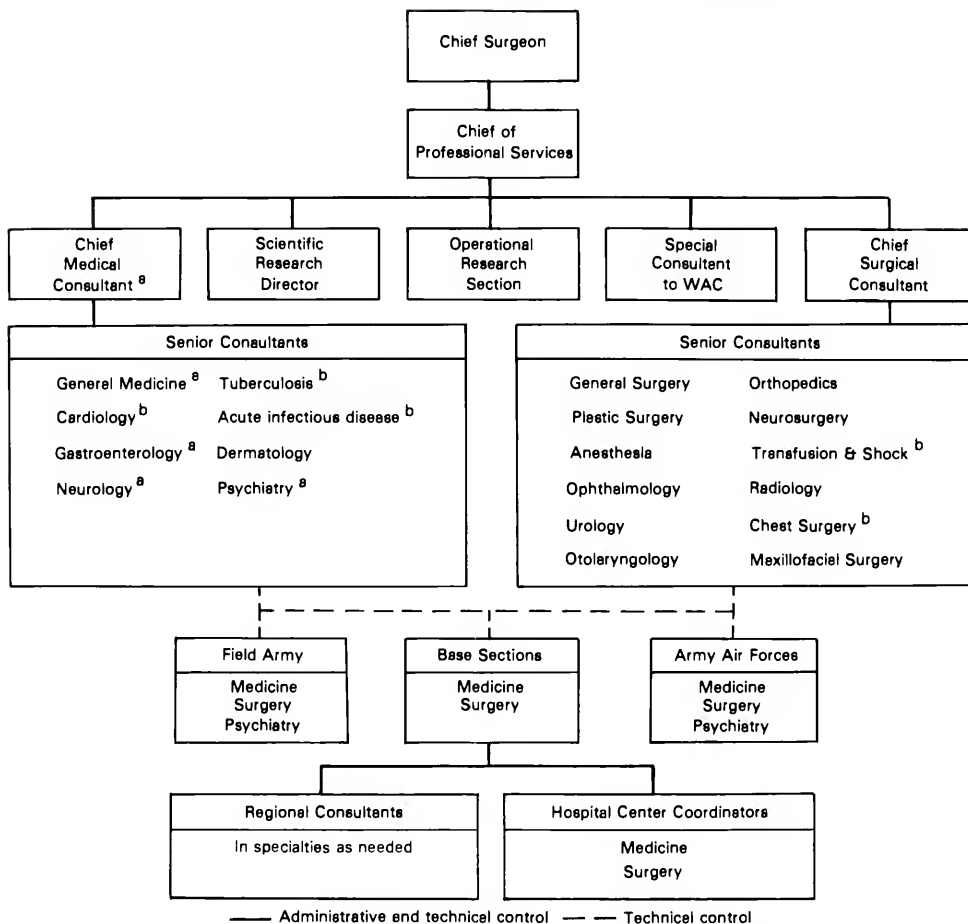 Chief Surgeon
Chief of
Professional Services
Chief
Medical
Consultant a
Scientific
Research
Director
Operational
Research
Section
Special
Consultant
to WAC
Chief
Surgical
Consultant
Senior Consultants
General Medicine a Tuberculosis b
Cardiology b Acute infectious disease b
Gastroenterology a Dermatology
Neurology a Psychiatry a
Senior Consultants
General Surgery Orthopedics
Plestic Surgery Neurosurgery
Anesthesia Transfusion & Shock b
Ophthalmology Radiology
Urology Chest Surgery b
Otolaryngology Mexillofacial Surgery
Field Army
Medicine
Surgery
Psychiatry
Base Sections
Medicine
Surgery
Army Air Forces
Medicine
Surgery
Psychiatry
Regional Consultants
In specialties as needed
Hospital Center Coordinators
Medicine
Surgery
Administrative end technical control Technical control